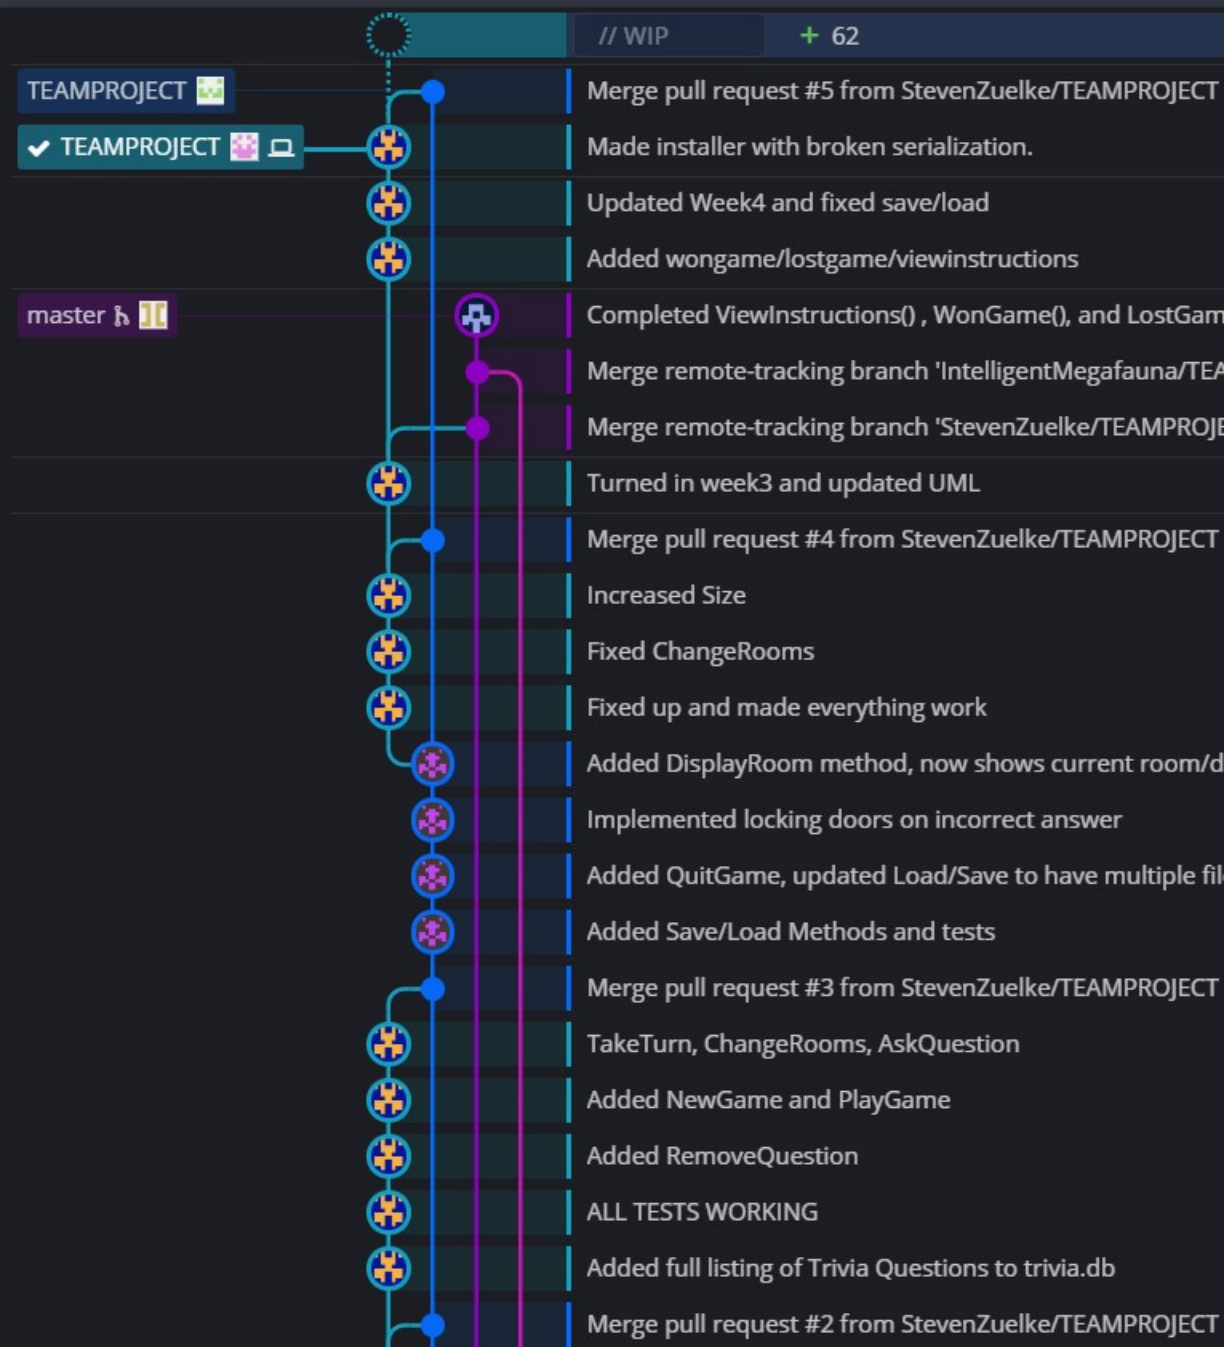 // WIP + 62
TEAMPROJECT Merge pull request #5 from StevenZuelke/TEAMPROJECT
TEAMPROJECT Made installer with broken serialization.
Updated Week4 and fixed save/load
Added wongame/lostgame/viewinstructions
master Completed ViewInstructions() , WonGame(), and LostGam
Merge remote-tracking branch 'IntelligentMegafauna/TEA
Merge remote-tracking branch 'StevenZuelke/TEAMPROJE
Turned in week3 and updated UML
Merge pull request #4 from StevenZuelke/TEAMPROJECT
Increased Size
Fixed ChangeRooms
Fixed up and made everything work
Added DisplayRoom method, now shows current room/d
Implemented locking doors on incorrect answer
Added QuitGame, updated Load/Save to have multiple fil
Added Save/Load Methods and tests
Merge pull request #3 from StevenZuelke/TEAMPROJECT
TakeTurn, ChangeRooms, AskQuestion
Added NewGame and PlayGame
Added RemoveQuestion
ALL TESTS WORKING
Added full listing of Trivia Questions to trivia.db
Merge pull request #2 from StevenZuelke/TEAMPROJECT